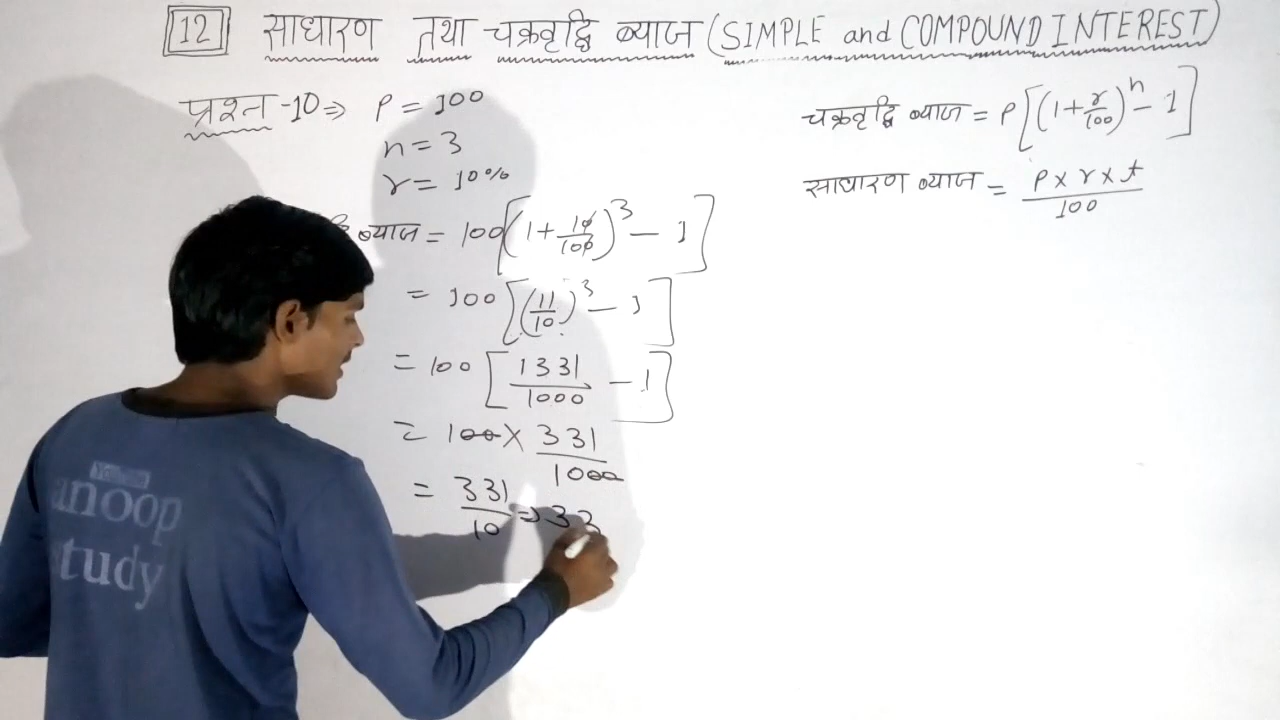 12 साधारण तथा चक्रवृद्धि ब्याज (SIMPLE and COMPOUND INTEREST)
प्रश्न -10 ⇒ P = 100
n = 3
r = 10%
ब्याज = 100[(1+10/100)^3 - 1]
= 100[(11/10)^3 - 1]
= 100[1331/1000 - 1]
= 100 × 331/1000
= 331/10 ⇒ 33
चक्रवृद्धि ब्याज = P[(1+r/100)^n - 1]
साधारण ब्याज = P×r×t/100
anoop
study